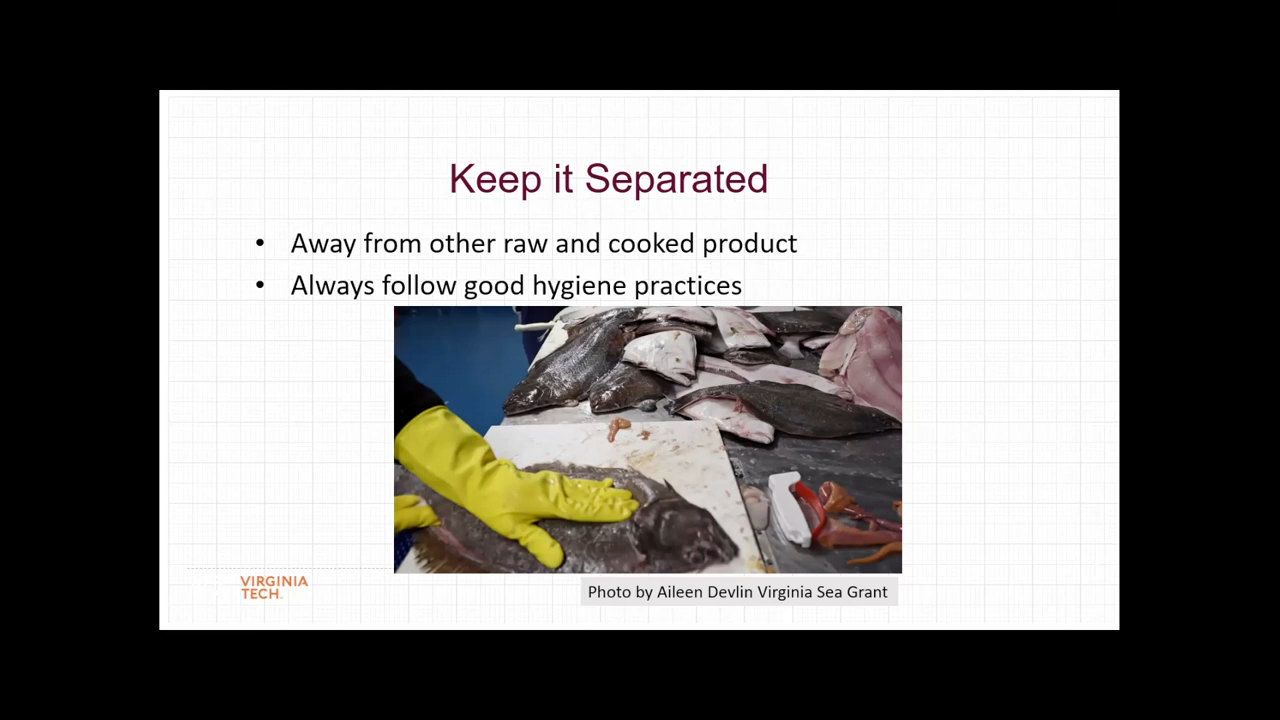 Keep it Separated
• Away from other raw and cooked product
• Always follow good hygiene practices
VIRGINIA
TECH.
Photo by Aileen Devlin Virginia Sea Grant